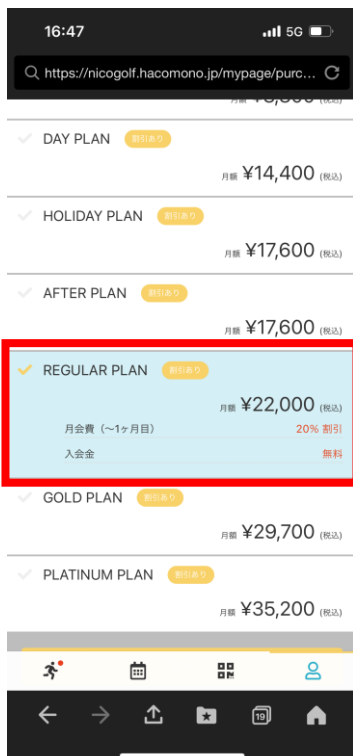 16:47
5G
https://nicogolf.hacomono.jp/mypage/purc...
DAY PLAN 割引あり
月額 ¥14,400 (税込)
HOLIDAY PLAN 割引あり
月額 ¥17,600 (税込)
AFTER PLAN 割引あり
月額 ¥17,600 (税込)
REGULAR PLAN 割引あり
月額 ¥22,000 (税込)
月会費（〜1ヶ月目） 20% 割引
入会金 無料
GOLD PLAN 割引あり
月額 ¥29,700 (税込)
PLATINUM PLAN 割引あり
月額 ¥35,200 (税込)
19